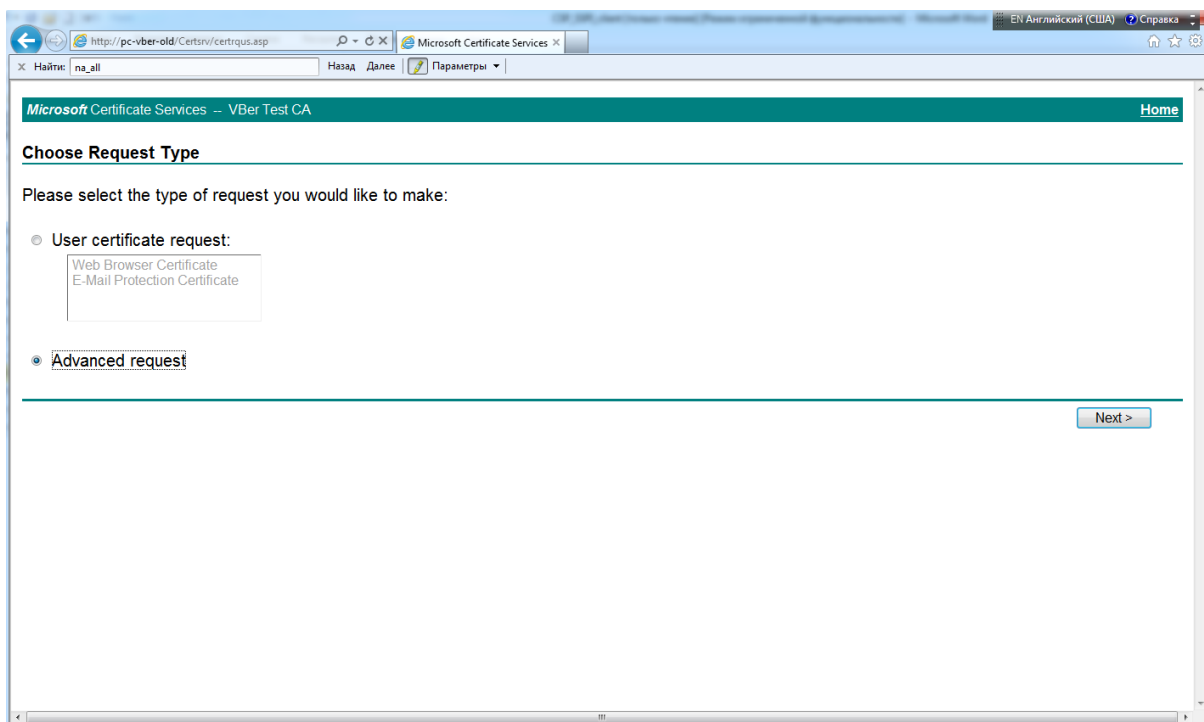 EN Английский (США) Справка
http://pc-vber-old/Certsrv/certrqus.asp Microsoft Certificate Services
Найти: na_all Назад Далее Параметры
Microsoft Certificate Services -- VBer Test CA Home
Choose Request Type
Please select the type of request you would like to make:
User certificate request:
Web Browser Certificate
E-Mail Protection Certificate
Advanced request
Next >